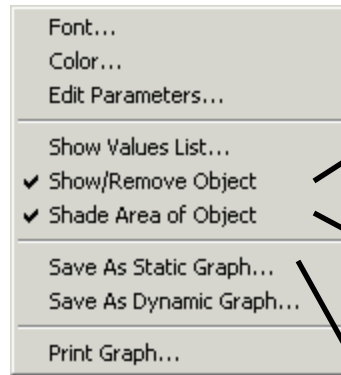 Font...
Color...
Edit Parameters...
Show Values List...
Show/Remove Object
Shade Area of Object
Save As Static Graph...
Save As Dynamic Graph...
Print Graph...